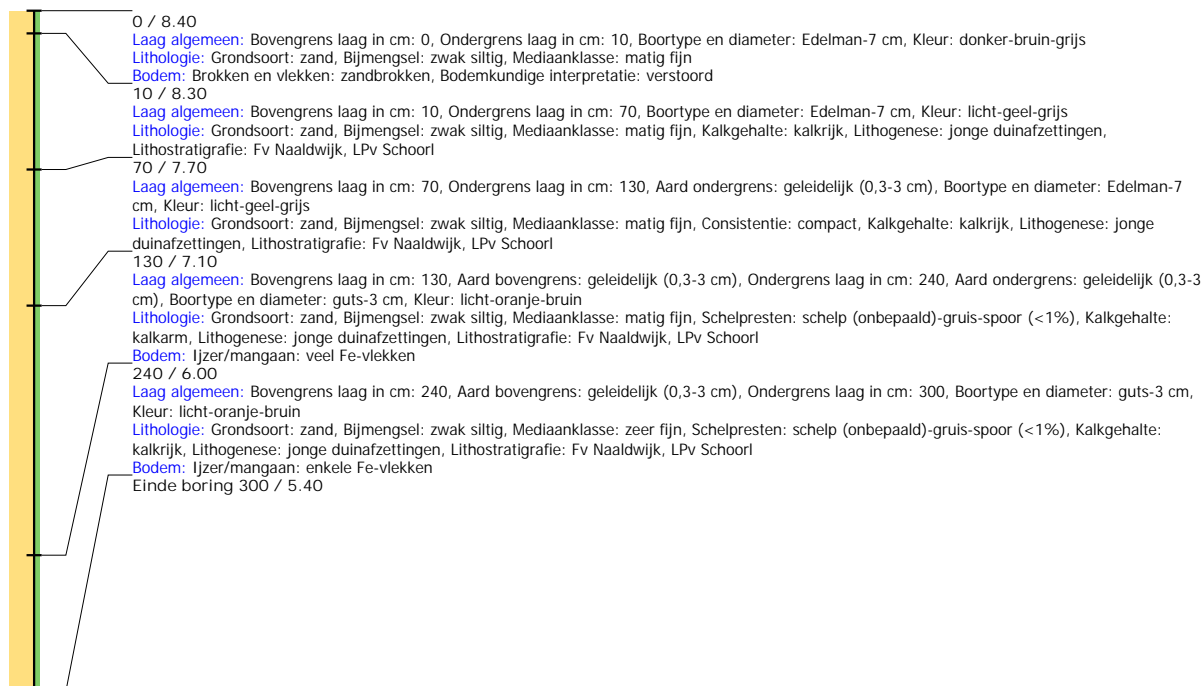 0 / 8.40
Laag algemeen: Bovengrens laag in cm: 0, Ondergrens laag in cm: 10, Boortype en diameter: Edelman-7 cm, Kleur: donker-bruin-grijs
Lithologie: Grondsoort: zand, Bijmengsel: zwak siltig, Mediaanklasse: matig fijn
Bodem: Brokken en vlekken: zandbrokken, Bodemkundige interpretatie: verstoord
10 / 8.30
Laag algemeen: Bovengrens laag in cm: 10, Ondergrens laag in cm: 70, Boortype en diameter: Edelman-7 cm, Kleur: licht-geel-grijs
Lithologie: Grondsoort: zand, Bijmengsel: zwak siltig, Mediaanklasse: matig fijn, Kalkgehalte: kalkrijk, Lithogenese: jonge duinafzettingen,
Lithostratigrafie: Fv Naaldwijk, LPv Schoorl
70 / 7.70
Laag algemeen: Bovengrens laag in cm: 70, Ondergrens laag in cm: 130, Aard ondergrens: geleidelijk (0,3-3 cm), Boortype en diameter: Edelman-7
cm, Kleur: licht-geel-grijs
Lithologie: Grondsoort: zand, Bijmengsel: zwak siltig, Mediaanklasse: matig fijn, Consistentie: compact, Kalkgehalte: kalkrijk, Lithogenese: jonge
duinafzettingen, Lithostratigrafie: Fv Naaldwijk, LPv Schoorl
130 / 7.10
Laag algemeen: Bovengrens laag in cm: 130, Aard bovengrens: geleidelijk (0,3-3 cm), Ondergrens laag in cm: 240, Aard ondergrens: geleidelijk (0,3-3
cm), Boortype en diameter: guts-3 cm, Kleur: licht-oranje-bruin
Lithologie: Grondsoort: zand, Bijmengsel: zwak siltig, Mediaanklasse: matig fijn, Schelpresten: schelp (onbepaald)-gruis-spoor (<1%), Kalkgehalte:
kalkarm, Lithogenese: jonge duinafzettingen, Lithostratigrafie: Fv Naaldwijk, LPv Schoorl
Bodem: Ijzer/mangaan: veel Fe-vlekken
240 / 6.00
Laag algemeen: Bovengrens laag in cm: 240, Aard bovengrens: geleidelijk (0,3-3 cm), Ondergrens laag in cm: 300, Boortype en diameter: guts-3 cm,
Kleur: licht-oranje-bruin
Lithologie: Grondsoort: zand, Bijmengsel: zwak siltig, Mediaanklasse: zeer fijn, Schelpresten: schelp (onbepaald)-gruis-spoor (<1%), Kalkgehalte:
kalkrijk, Lithogenese: jonge duinafzettingen, Lithostratigrafie: Fv Naaldwijk, LPv Schoorl
Bodem: Ijzer/mangaan: enkele Fe-vlekken
Einde boring 300 / 5.40